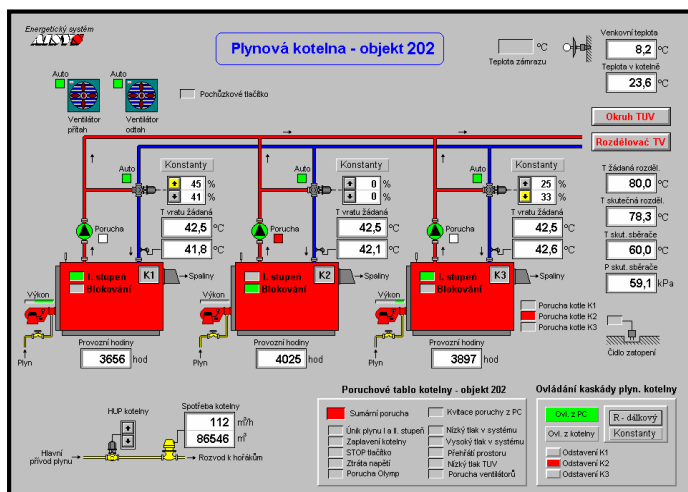 Energetický systém
Plynová kotelna - objekt 202
°C
Teplota zámrazu
Venkovní teplota
8,2 °C
Teplota v kotelně
23,6 °C
Auto
Auto
Ventilátor přítah
Ventilátor odtah
Pochůzkové tlačítko
Okruh TUV
Rozdělovač TV
Auto
Konstanty
45 %
41 %
Auto
Konstanty
0 %
0 %
Auto
Konstanty
25 %
33 %
T žádaná rozděl.
80,0 °C
T skutečná rozděl.
78,3 °C
T skut. sběrače
60,0 °C
P skut. sběrače
59,1 kPa
Porucha
T vratu žádaná
42,5 °C
41,8 °C
Porucha
T vratu žádaná
42,5 °C
42,1 °C
Porucha
T vratu žádaná
42,5 °C
42,6 °C
Výkon
I. stupeň
Blokování
K1
Spaliny
Výkon
I. stupeň
Blokování
K2
Spaliny
Výkon
I. stupeň
Blokování
K3
Spaliny
Porucha kotle K1
Porucha kotle K2
Porucha kotle K3
Čidlo zatopení
Plyn
Provozní hodiny
3656 hod
Plyn
Provozní hodiny
4025 hod
Plyn
Provozní hodiny
3897 hod
HUP kotelny
Spotřeba kotelny
112 m³/h
86546 m³
Hlavní přívod plynu
Rozvod k hořákům
Poruchové tablo kotelny - objekt 202
Sumární porucha
Únik plynu I a II. stupeň
Zaplavení kotelny
STOP tlačítko
Ztráta napětí
Porucha Olymp
Kvitace poruchy z PC
Nízký tlak v systému
Vysoký tlak v systému
Přehřátí prostoru
Nízký tlak TUV
Porucha ventilátorů
Ovládání kaskády plyn. kotelny
Ovl. z PC
R - dálkový
Ovl. z kotelny
Konstanty
Odstavení K1
Odstavení K2
Odstavení K3